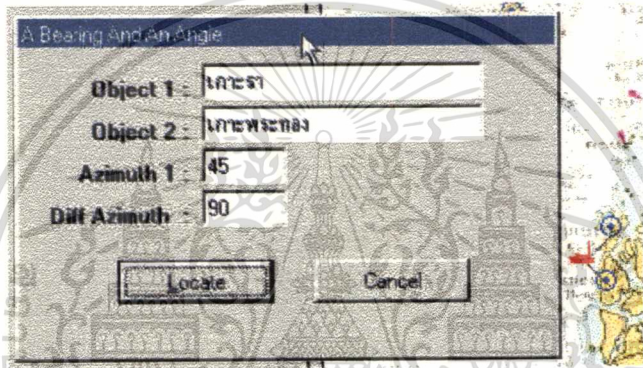 A Bearing And An Angle
Object 1 : เกาะรา
Object 2 : เกาะพระทอง
Azimuth 1 : 45
Diff Azimuth : 90
Locate Cancel